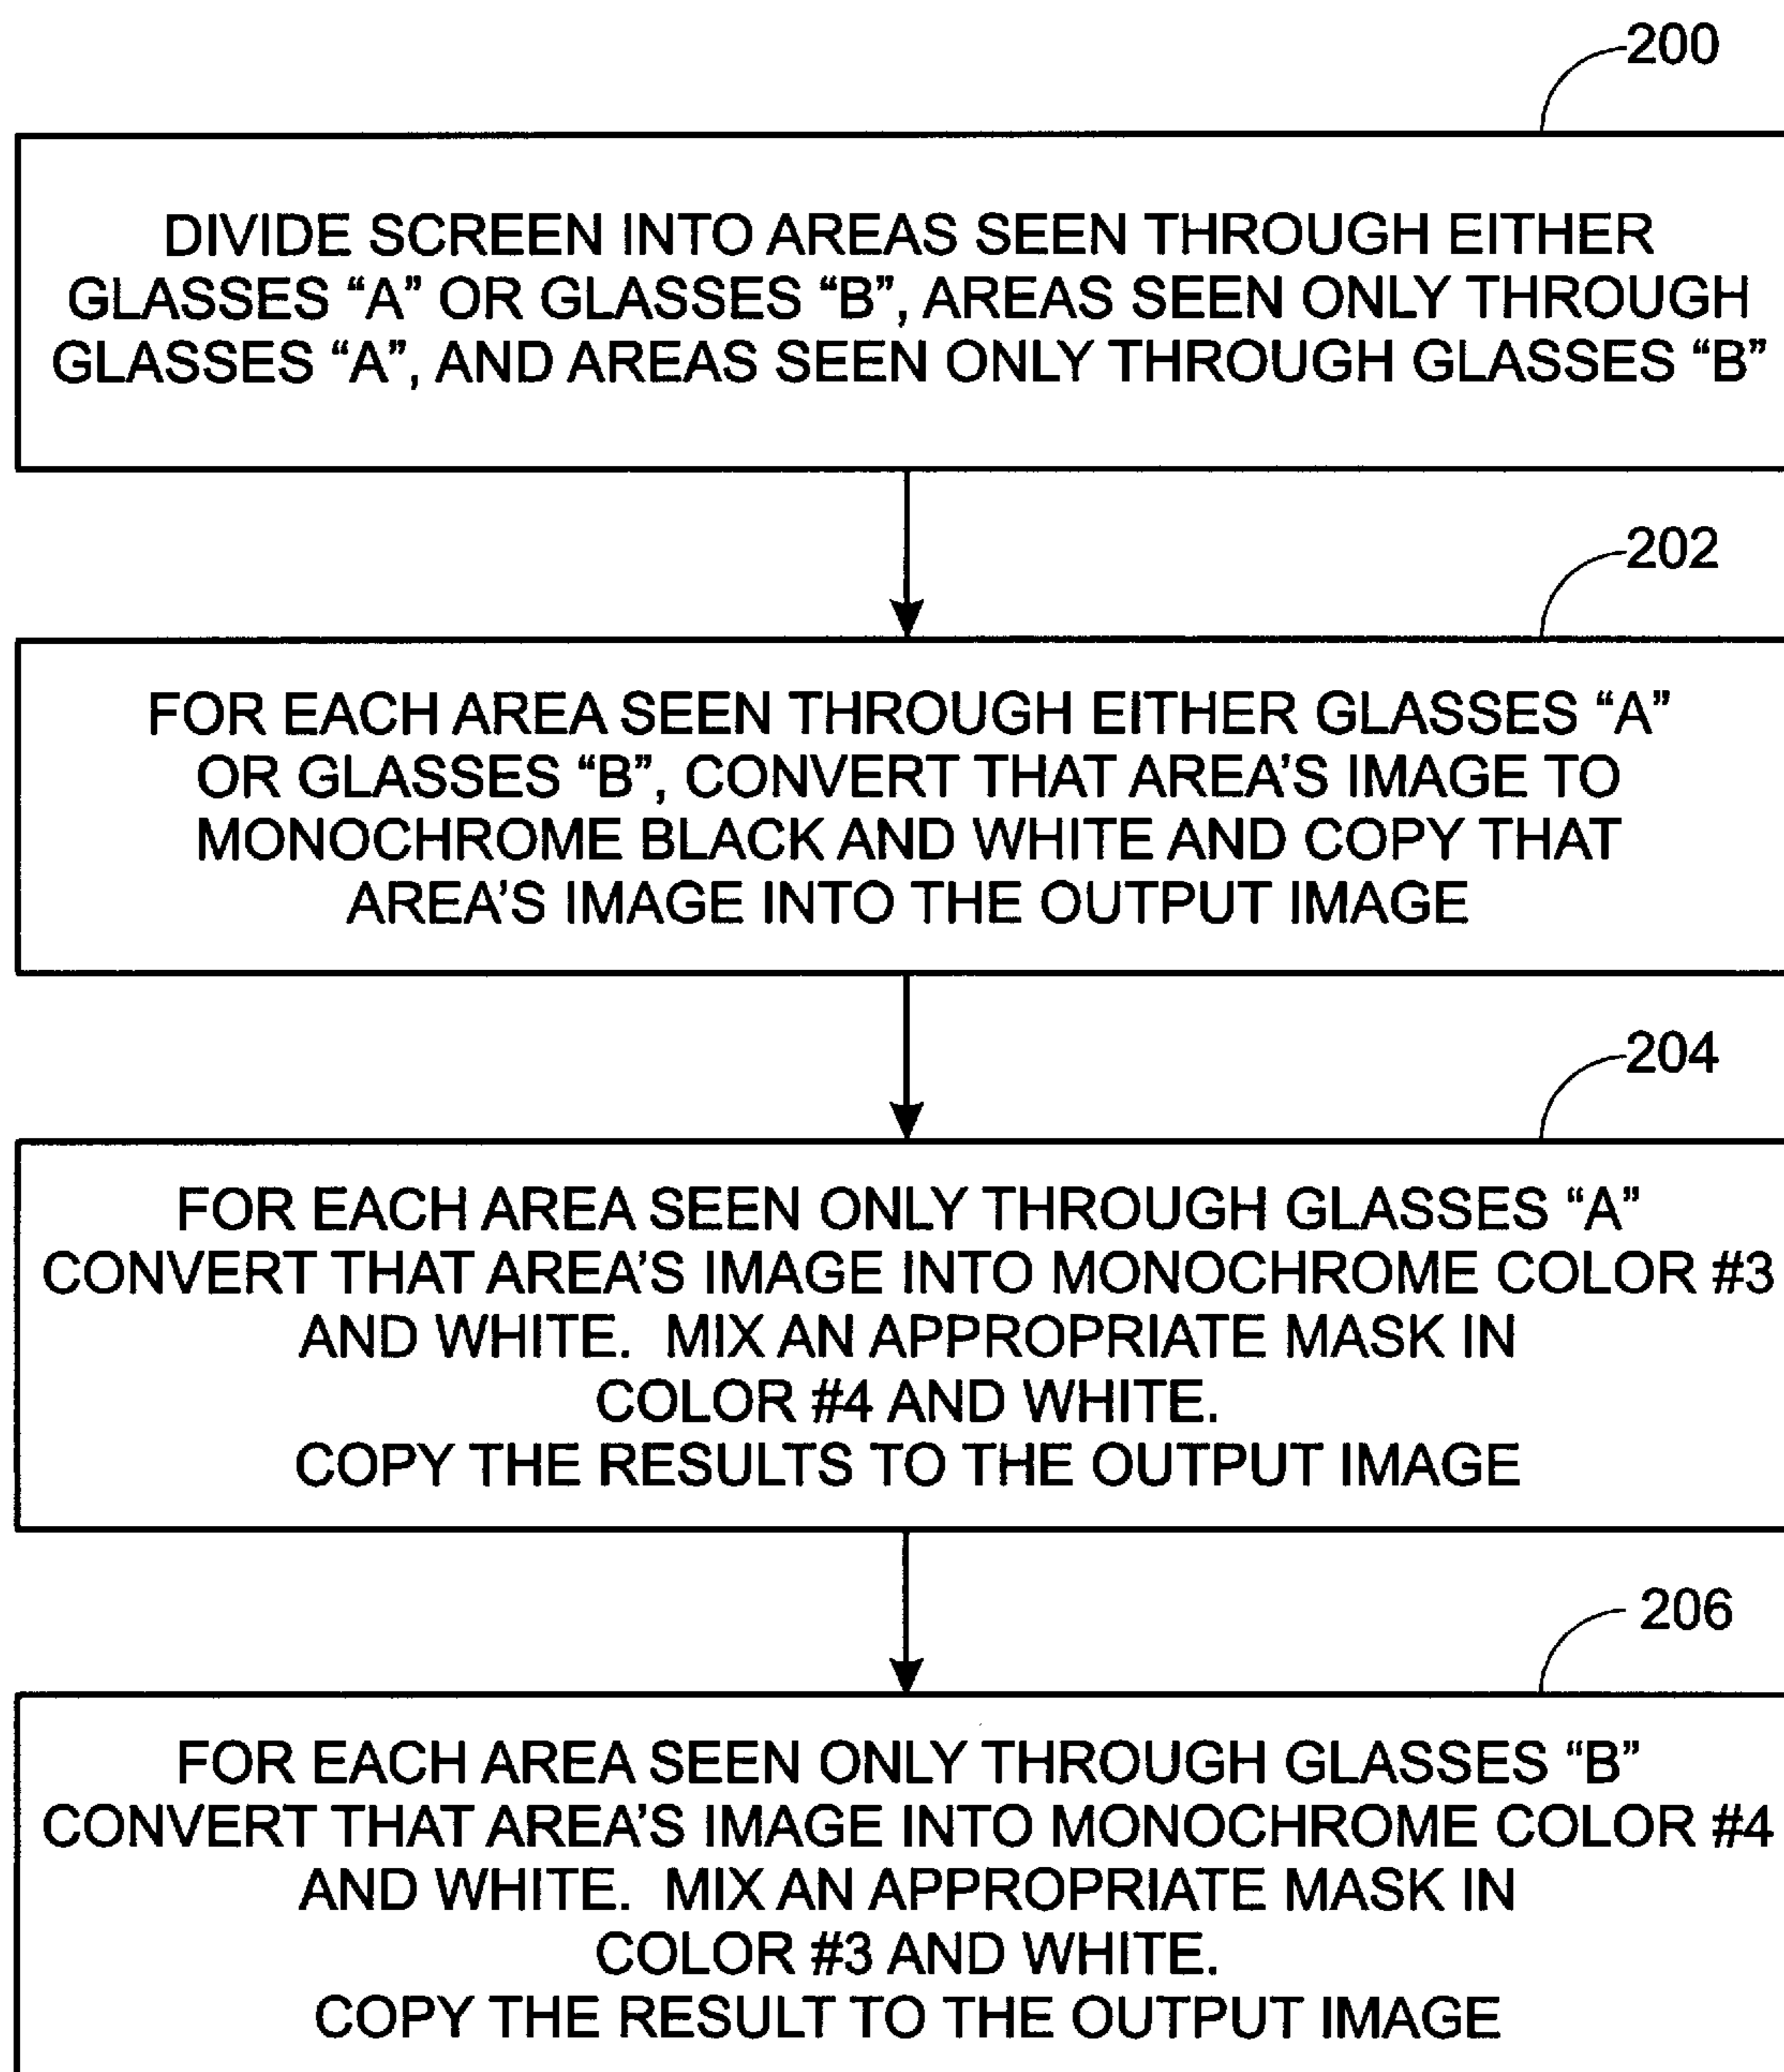 200
DIVIDE SCREEN INTO AREAS SEEN THROUGH EITHER
GLASSES “A” OR GLASSES “B”, AREAS SEEN ONLY THROUGH
GLASSES “A”, AND AREAS SEEN ONLY THROUGH GLASSES “B”
202
FOR EACH AREA SEEN THROUGH EITHER GLASSES “A”
OR GLASSES “B”, CONVERT THAT AREA’S IMAGE TO
MONOCHROME BLACK AND WHITE AND COPY THAT
AREA’S IMAGE INTO THE OUTPUT IMAGE
204
FOR EACH AREA SEEN ONLY THROUGH GLASSES “A”
CONVERT THAT AREA’S IMAGE INTO MONOCHROME COLOR #3
AND WHITE. MIX AN APPROPRIATE MASK IN
COLOR #4 AND WHITE.
COPY THE RESULTS TO THE OUTPUT IMAGE
206
FOR EACH AREA SEEN ONLY THROUGH GLASSES “B”
CONVERT THAT AREA’S IMAGE INTO MONOCHROME COLOR #4
AND WHITE. MIX AN APPROPRIATE MASK IN
COLOR #3 AND WHITE.
COPY THE RESULT TO THE OUTPUT IMAGE